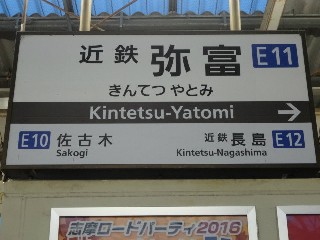 近鉄 弥富 E11
きんてつ やとみ
Kintetsu-Yatomi
E10 佐古木 近鉄 長島 E12
Sakogi Kintetsu-Nagashima
志摩ロードパーティ2016